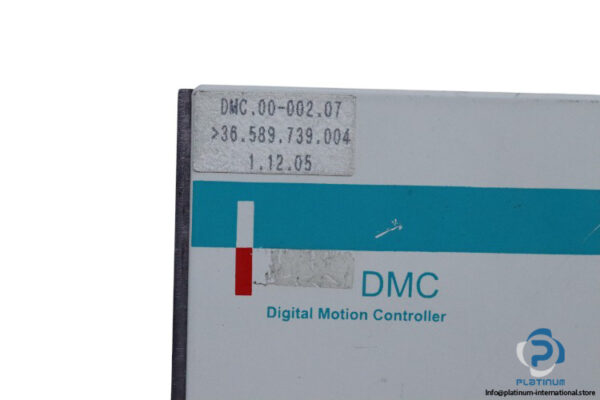 DMC.00-002.07
>36.589.739.004
1.12.05
DMC
Digital Motion Controller
PLATINUM
Info@platinum-international.store